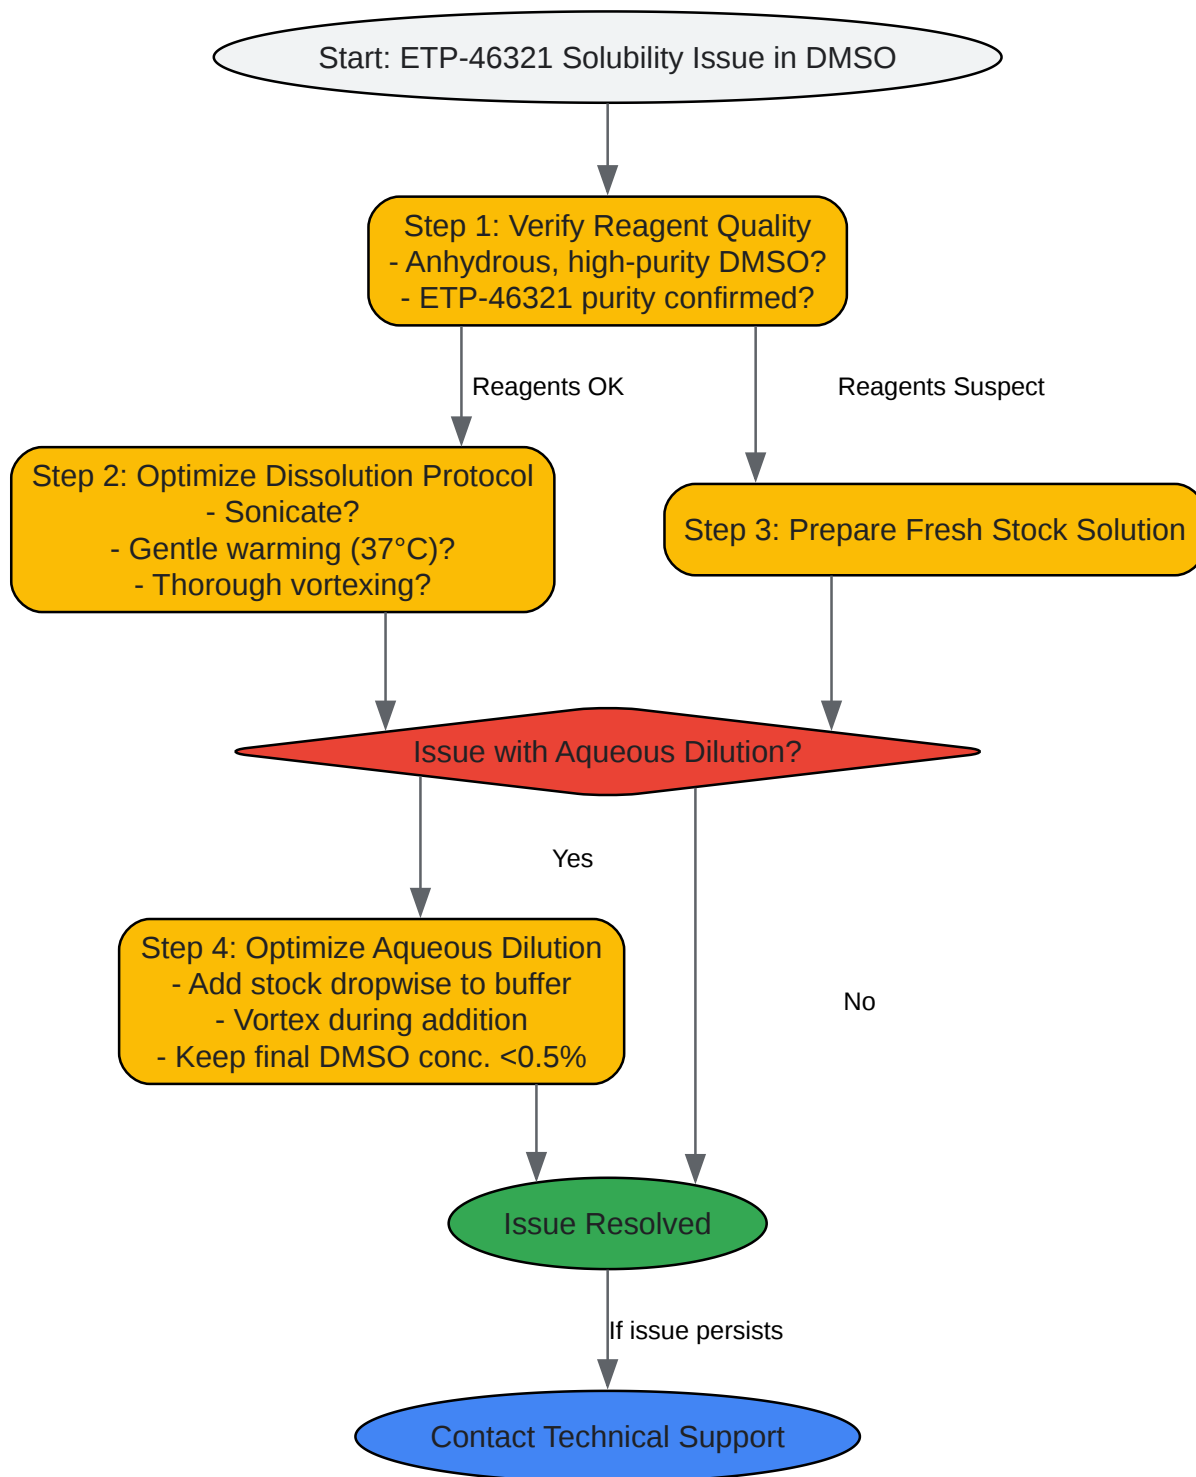 Start: ETP-46321 Solubility Issue in DMSO
Step 1: Verify Reagent Quality
- Anhydrous, high-purity DMSO?
- ETP-46321 purity confirmed?
Reagents OK
Reagents Suspect
Step 2: Optimize Dissolution Protocol
- Sonicate?
- Gentle warming (37°C)?
- Thorough vortexing?
Step 3: Prepare Fresh Stock Solution
Issue with Aqueous Dilution?
Yes
Step 4: Optimize Aqueous Dilution
- Add stock dropwise to buffer
- Vortex during addition
- Keep final DMSO conc. <0.5%
No
Issue Resolved
If issue persists
Contact Technical Support